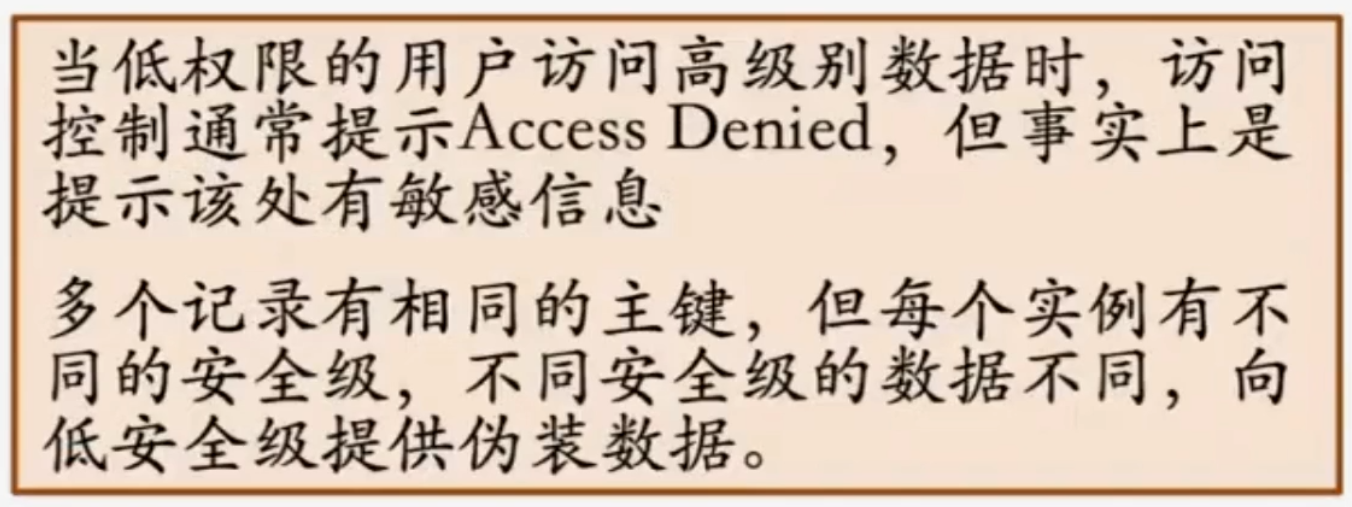 当低权限的用户访问高级别数据时，访问
控制通常提示Access Denied，但事实上是
提示该处有敏感信息
多个记录有相同的主键，但每个实例有不
同的安全级，不同安全级的数据不同，向
低安全级提供伪装数据。